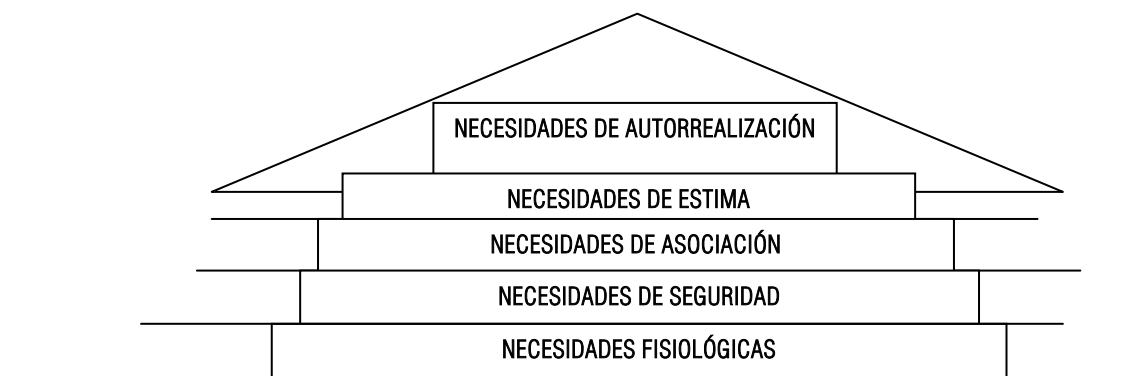 NECESIDADES DE AUTORREALIZACIÓN
NECESIDADES DE ESTIMA
NECESIDADES DE ASOCIACIÓN
NECESIDADES DE SEGURIDAD
NECESIDADES FISIOLÓGICAS